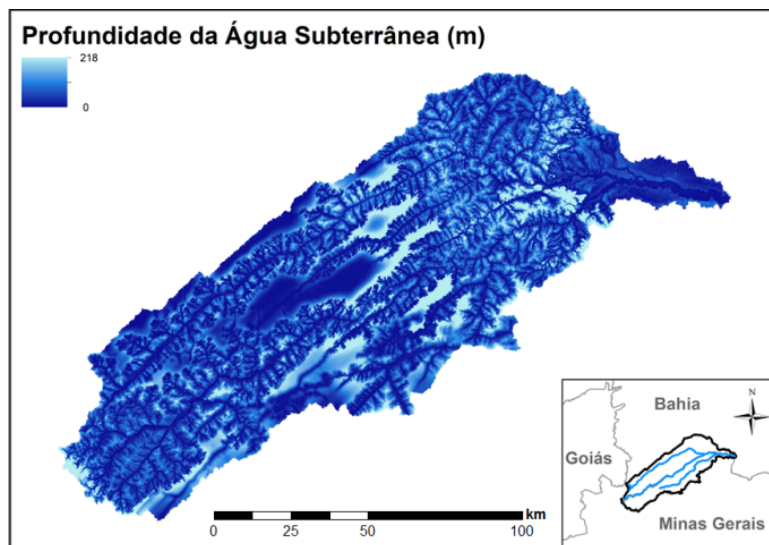 Profundidade da Água Subterrânea (m)
218
0
km
0 25 50 100
N
Bahia
Goiás
Minas Gerais